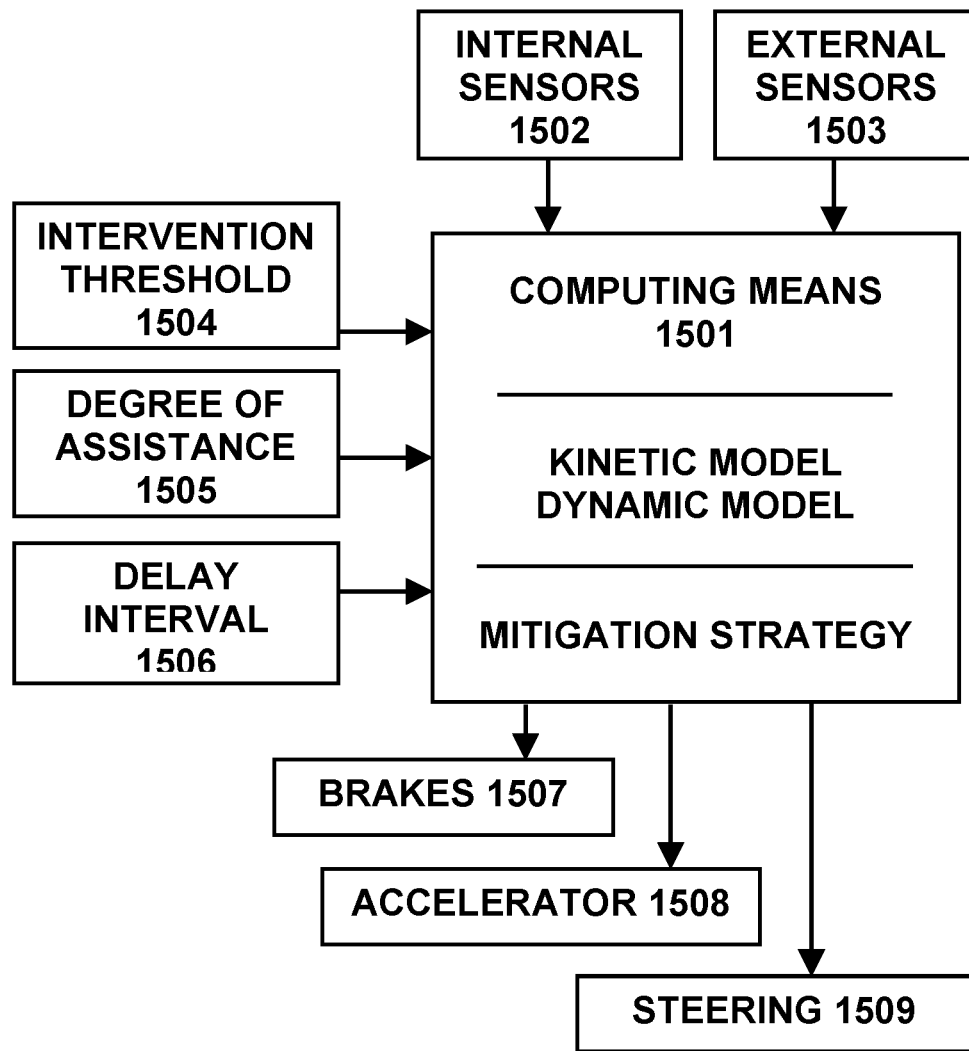 INTERNAL
SENSORS
1502
EXTERNAL
SENSORS
1503
INTERVENTION
THRESHOLD
1504
COMPUTING MEANS
1501
DEGREE OF
ASSISTANCE
1505
KINETIC MODEL
DYNAMIC MODEL
DELAY
INTERVAL
1506
MITIGATION STRATEGY
BRAKES 1507
ACCELERATOR 1508
STEERING 1509